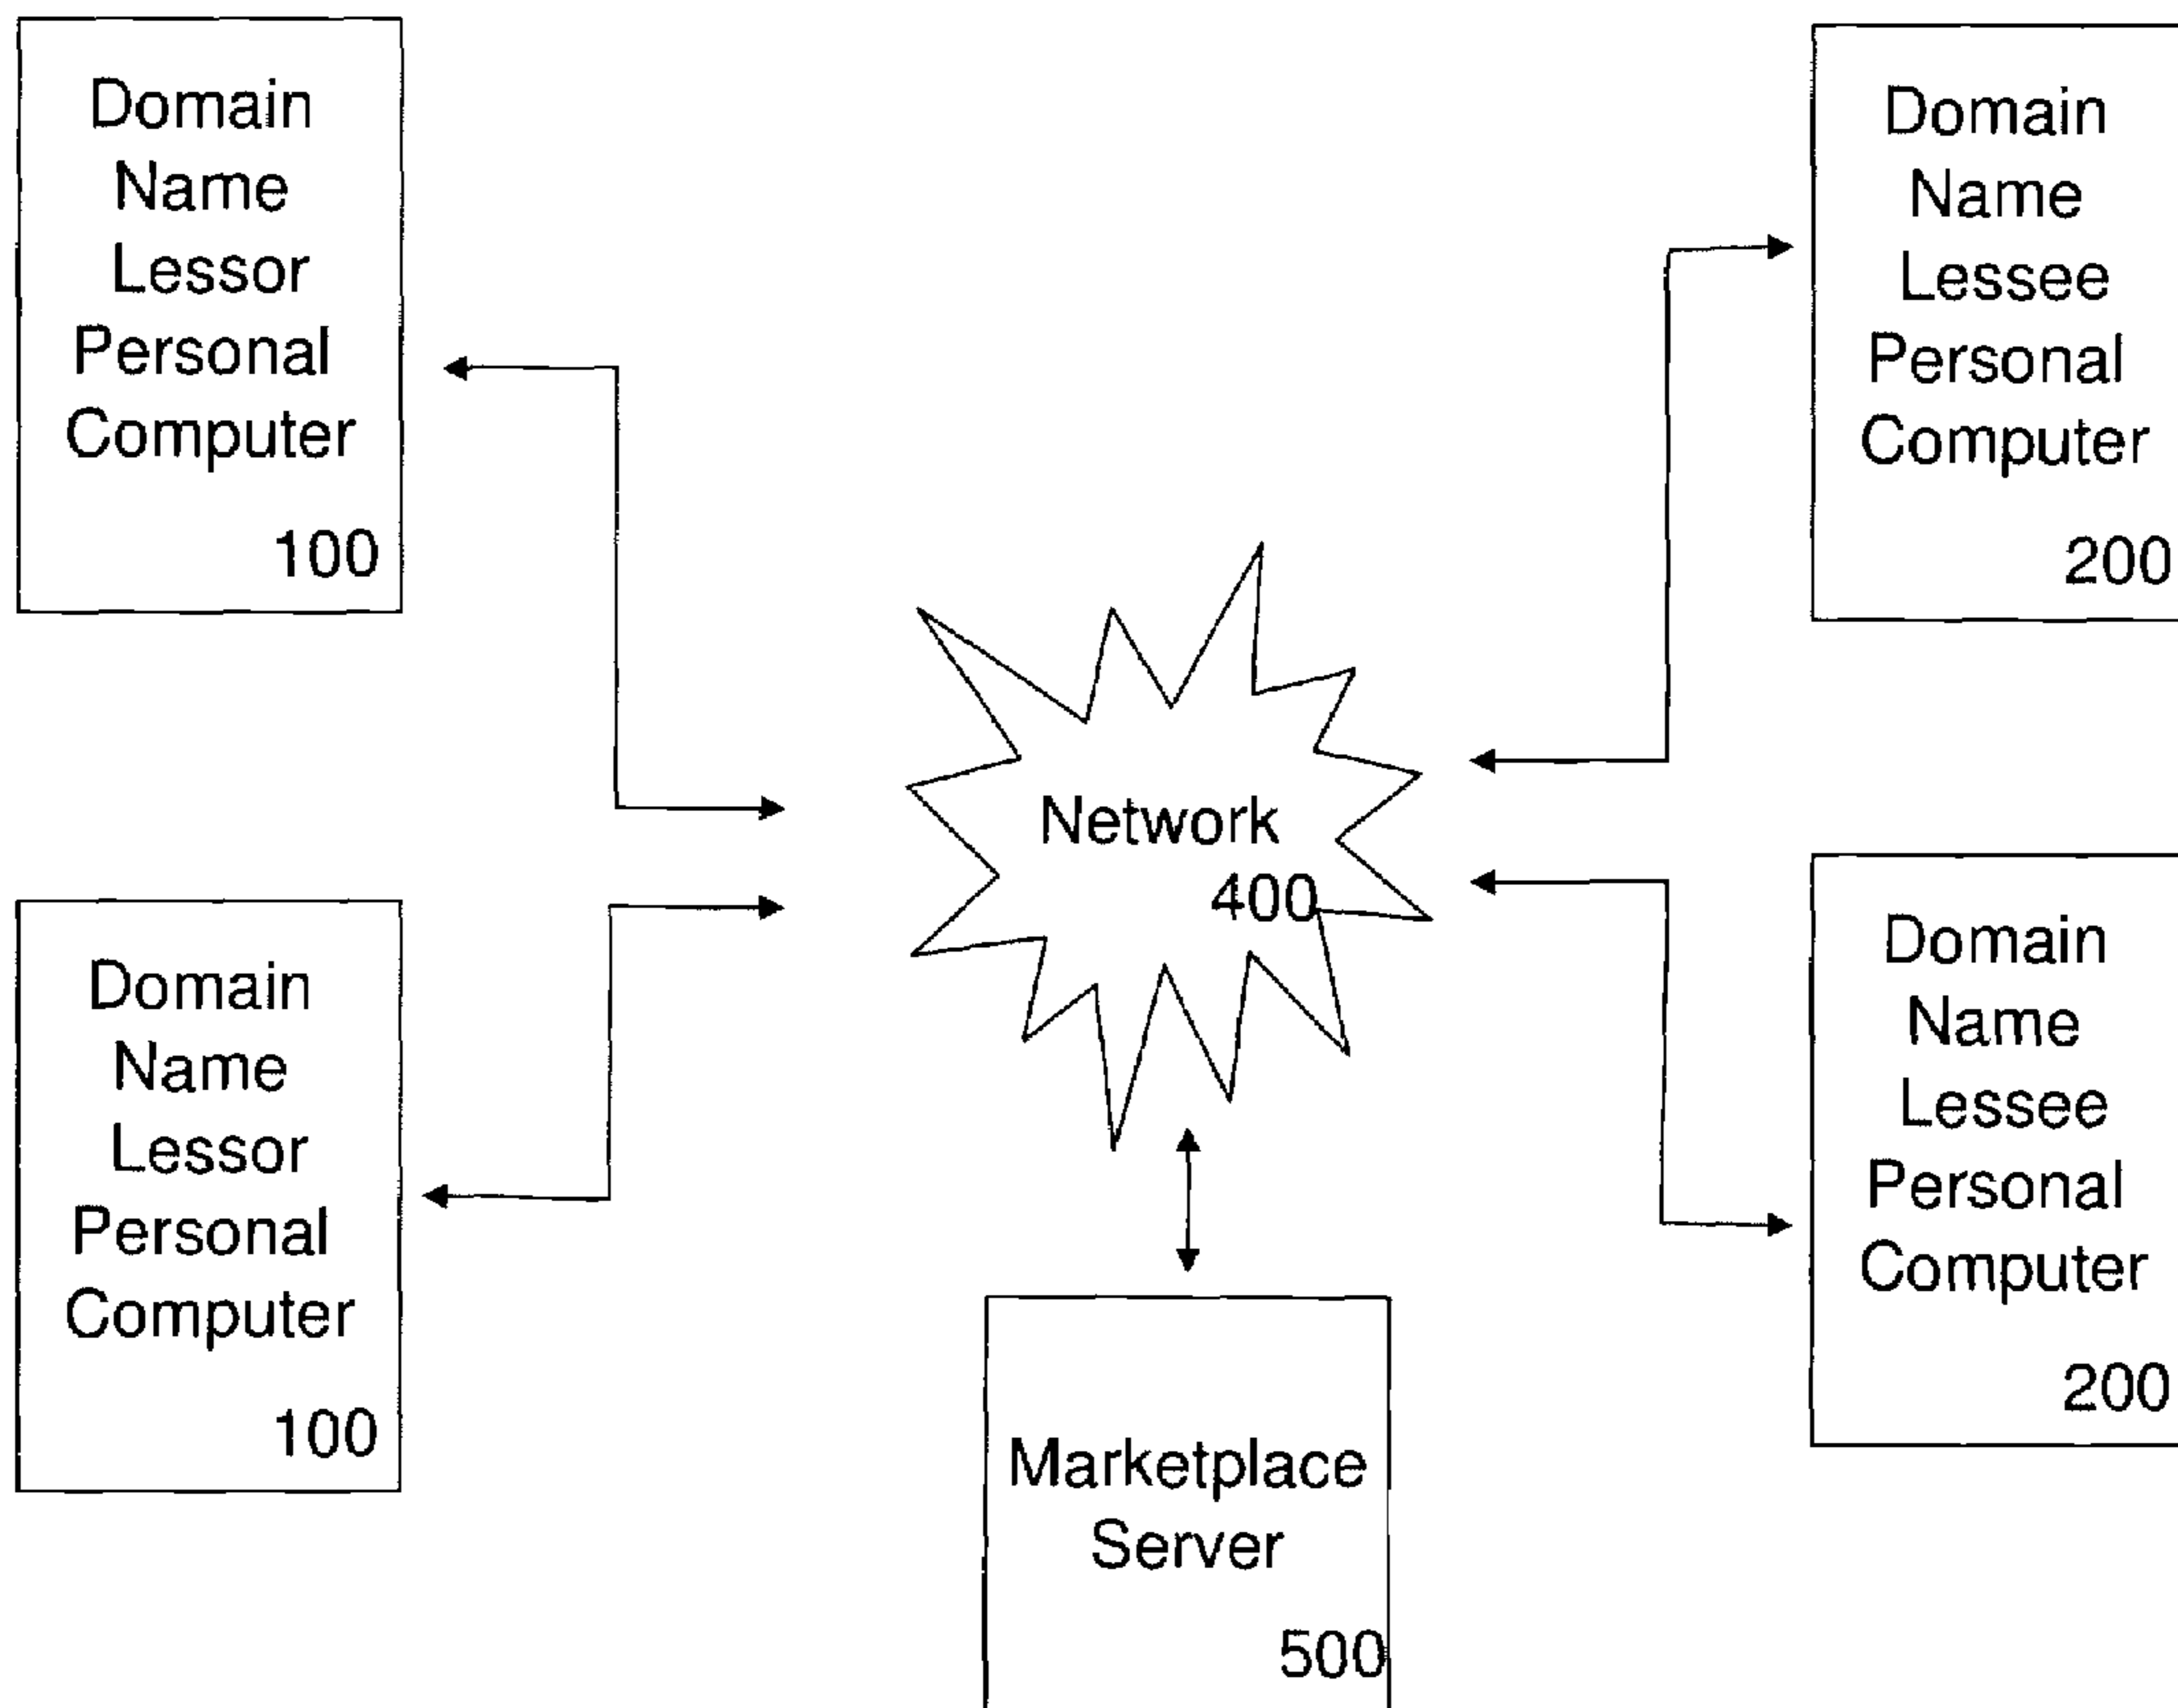 Domain
Name
Lessor
Personal
Computer
100
Domain
Name
Lessee
Personal
Computer
200
Network
400
Domain
Name
Lessor
Personal
Computer
100
Domain
Name
Lessee
Personal
Computer
200
Marketplace
Server
500